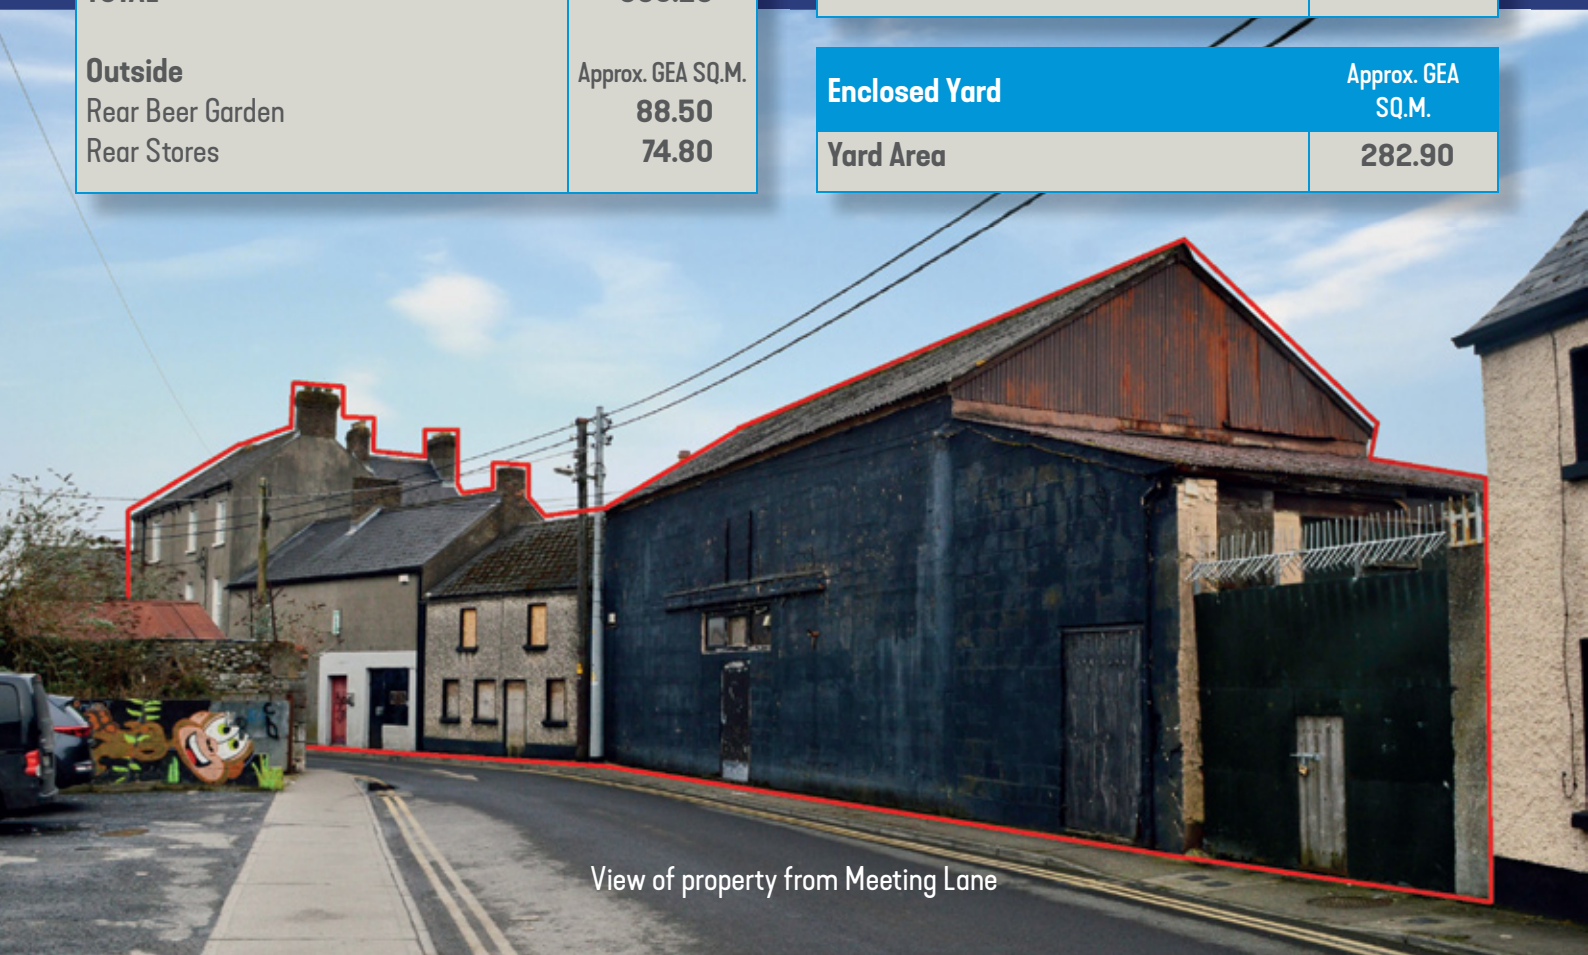 Outside Approx. GEA SQ.M.
Rear Beer Garden 88.50
Rear Stores 74.80
Enclosed Yard Approx. GEA
SQ.M.
Yard Area 282.90
View of property from Meeting Lane